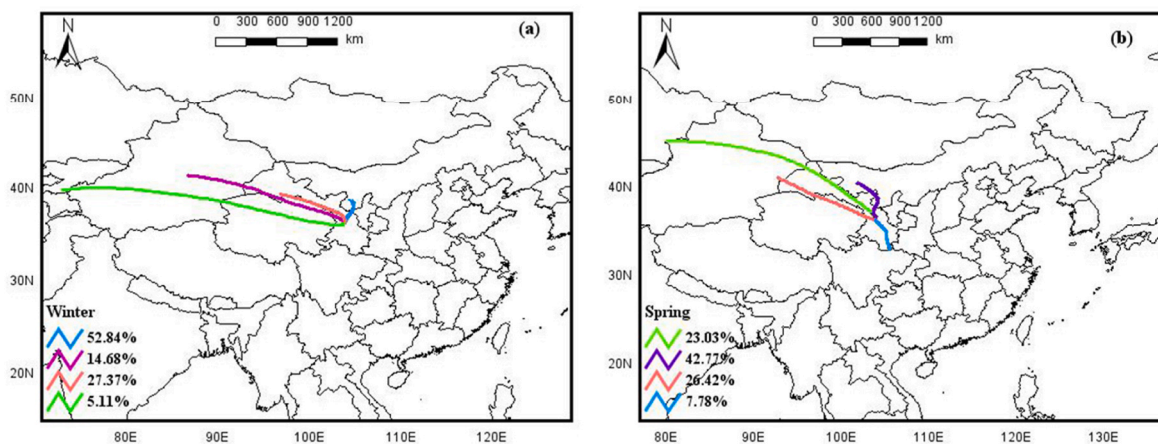 N
0 300 600 900 1200
km
(a)
50N
40N
30N
20N
Winter
52.84%
14.68%
27.37%
5.11%
80E 90E 100E 110E 120E
N
0 300 600 900 1200
km
(b)
50N
40N
30N
20N
Spring
23.03%
42.77%
26.42%
7.78%
80E 90E 100E 110E 120E 130E